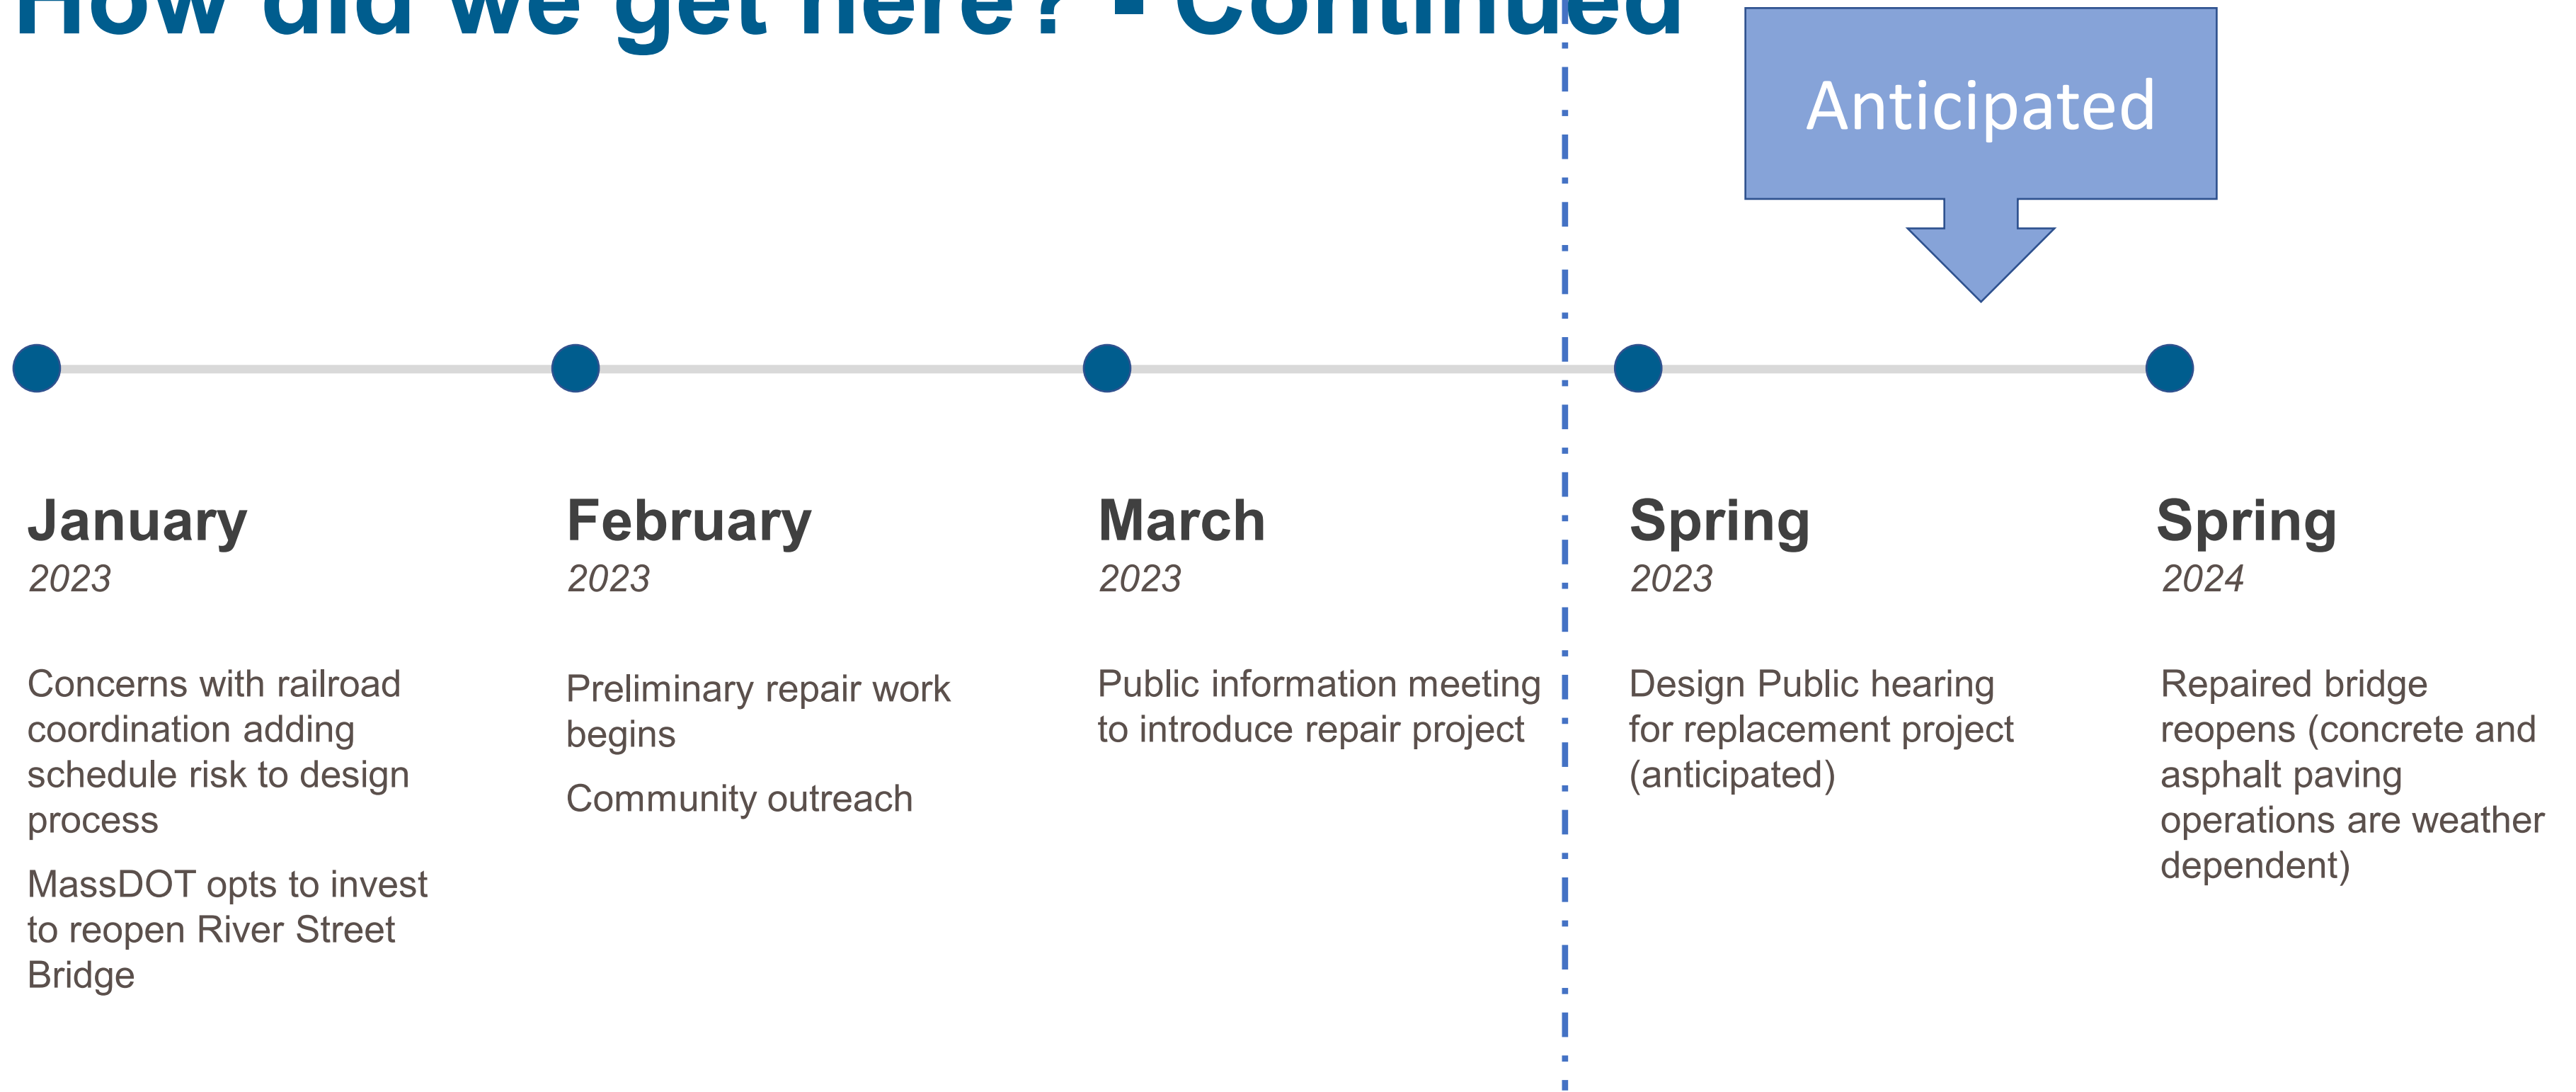 How did we get here? - Continued
Anticipated
January
2023
Concerns with railroad
coordination adding
schedule risk to design
process
MassDOT opts to invest
to reopen River Street
Bridge
February
2023
Preliminary repair work
begins
Community outreach
March
2023
Public information meeting
to introduce repair project
Spring
2023
Design Public hearing
for replacement project
(anticipated)
Spring
2024
Repaired bridge
reopens (concrete and
asphalt paving
operations are weather
dependent)